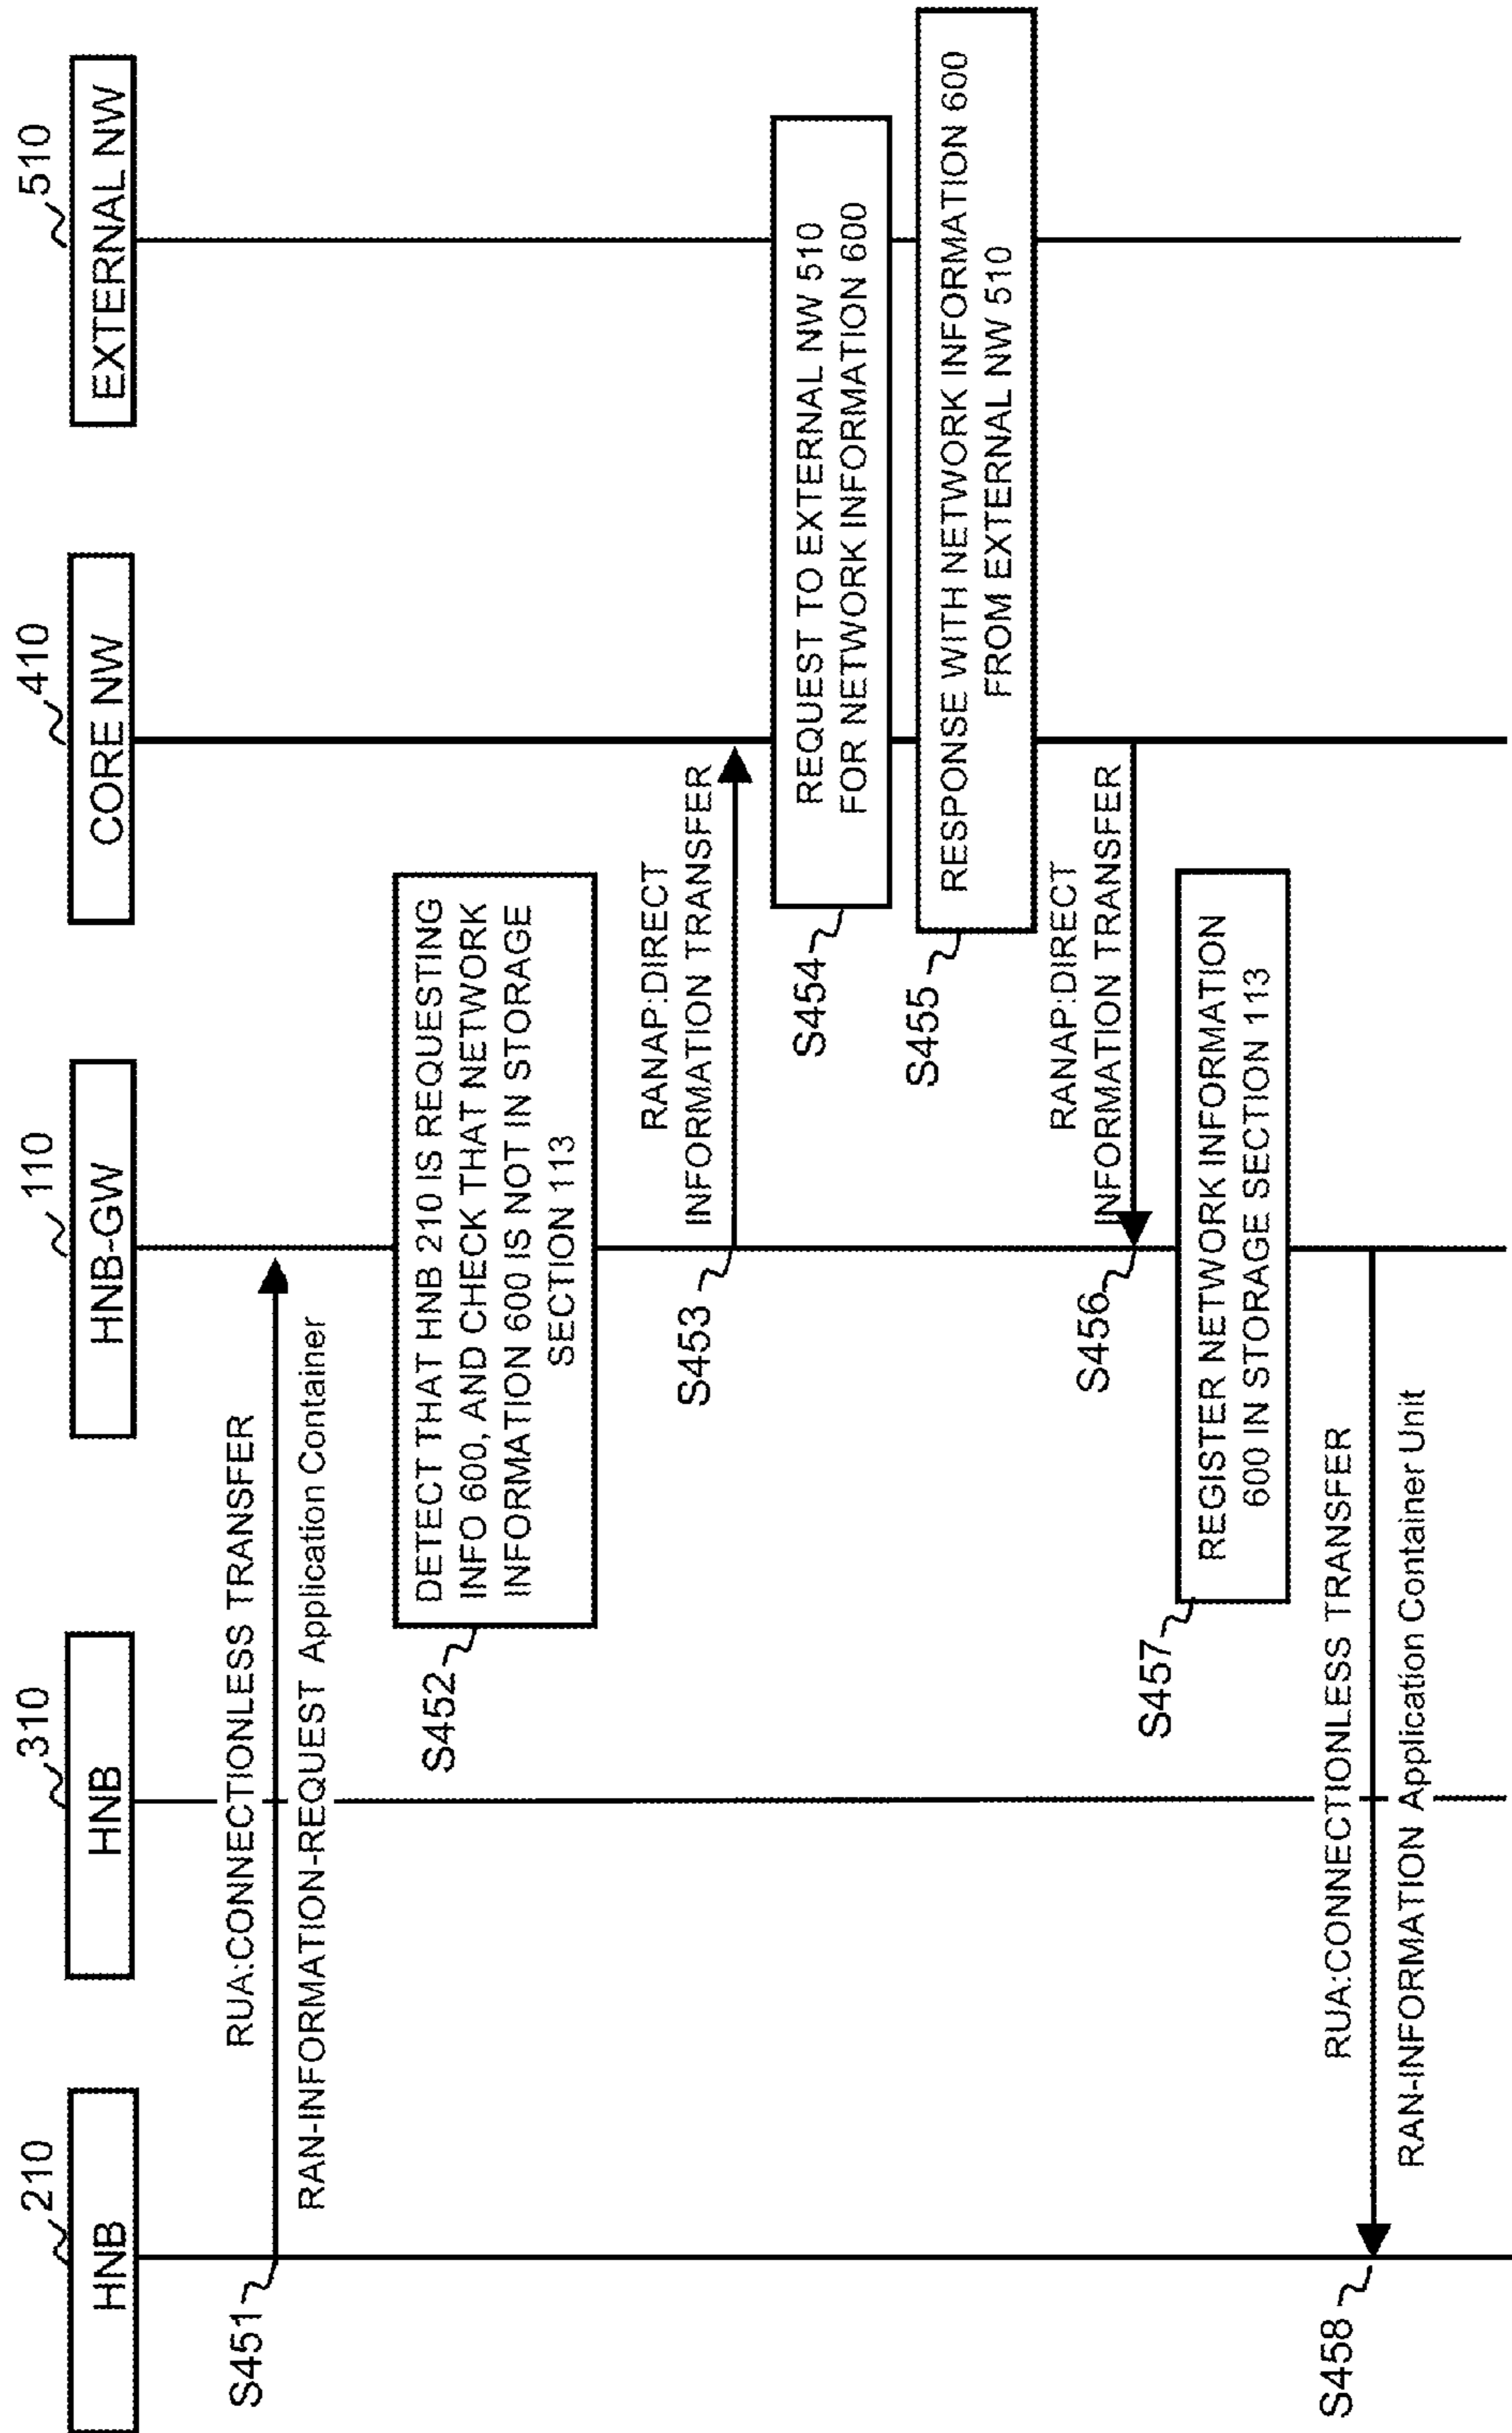 210
HNB
310
HNB
110
HNB-GW
410
CORE NW
510
EXTERNAL NW
S451
RUA:CONNECTIONLESS TRANSFER
RAN-INFORMATION-REQUEST Application Container
S452
DETECT THAT HNB 210 IS REQUESTING
INFO 600, AND CHECK THAT NETWORK
INFORMATION 600 IS NOT IN STORAGE
SECTION 113
S453
RANAP:DIRECT
INFORMATION TRANSFER
S454
REQUEST TO EXTERNAL NW 510
FOR NETWORK INFORMATION 600
S455
RESPONSE WITH NETWORK INFORMATION 600
FROM EXTERNAL NW 510
S456
RANAP:DIRECT
INFORMATION TRANSFER
S457
REGISTER NETWORK INFORMATION
600 IN STORAGE SECTION 113
S458
RUA:CONNECTIONLESS TRANSFER
RAN-INFORMATION Application Container Unit